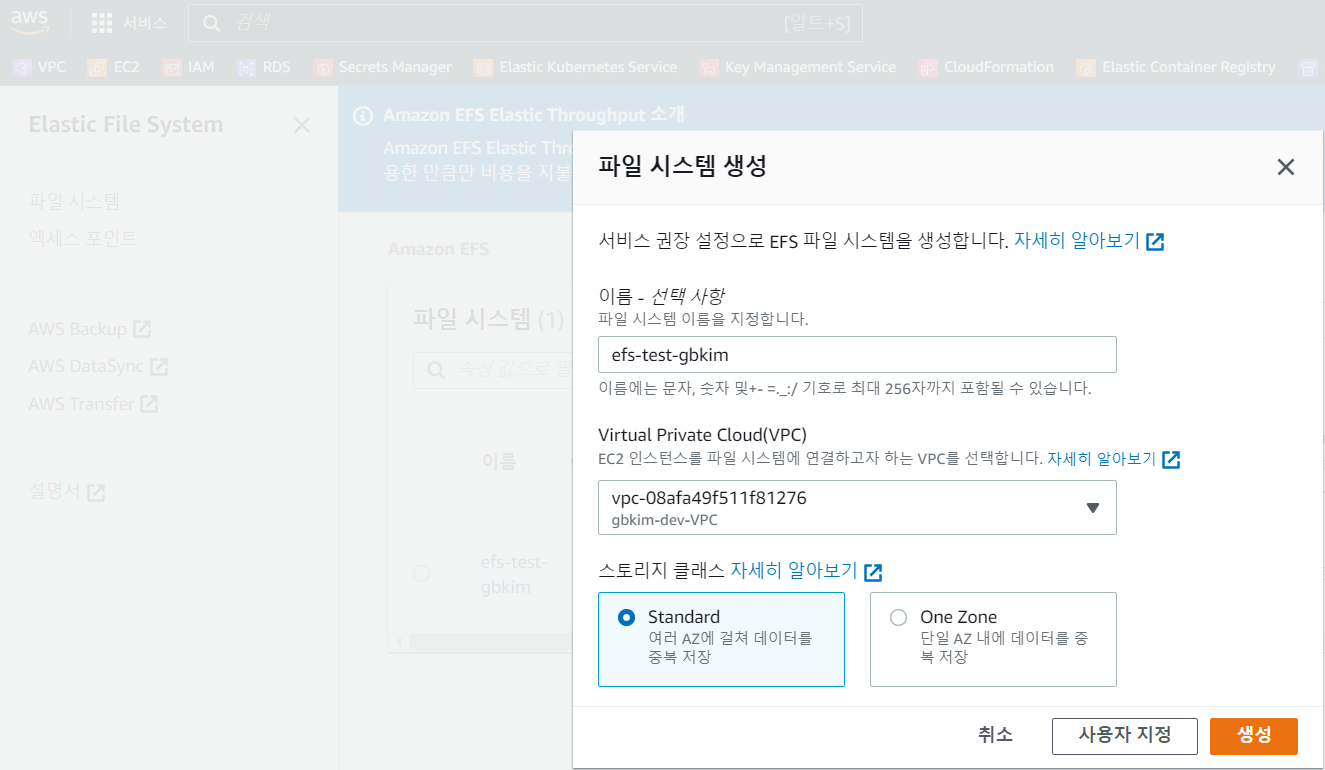 aws
서비스
검색
[알트+S]
VPC
EC2
IAM
RDS
Secrets Manager
Elastic Kubernetes Service
Key Management Service
CloudFormation
Elastic Container Registry
Elastic File System
파일 시스템
액세스 포인트
AWS Backup
AWS DataSync
AWS Transfer
설명서
Amazon EFS Elastic Throughput 소개
Amazon EFS Elastic Thro
용한 만큼만 비용을 지불
Amazon EFS
파일 시스템 (1)
속성 값으로 필
이름
efs-test-
gbkim
파일 시스템 생성
서비스 권장 설정으로 EFS 파일 시스템을 생성합니다. 자세히 알아보기
이름 - 선택 사항
파일 시스템 이름을 지정합니다.
efs-test-gbkim
이름에는 문자, 숫자 및+- =._:/ 기호로 최대 256자까지 포함될 수 있습니다.
Virtual Private Cloud(VPC)
EC2 인스턴스를 파일 시스템에 연결하고자 하는 VPC를 선택합니다. 자세히 알아보기
vpc-08afa49f511f81276
gbkim-dev-VPC
스토리지 클래스 자세히 알아보기
Standard
여러 AZ에 걸쳐 데이터를
중복 저장
One Zone
단일 AZ 내에 데이터를 중
복 저장
취소
사용자 지정
생성